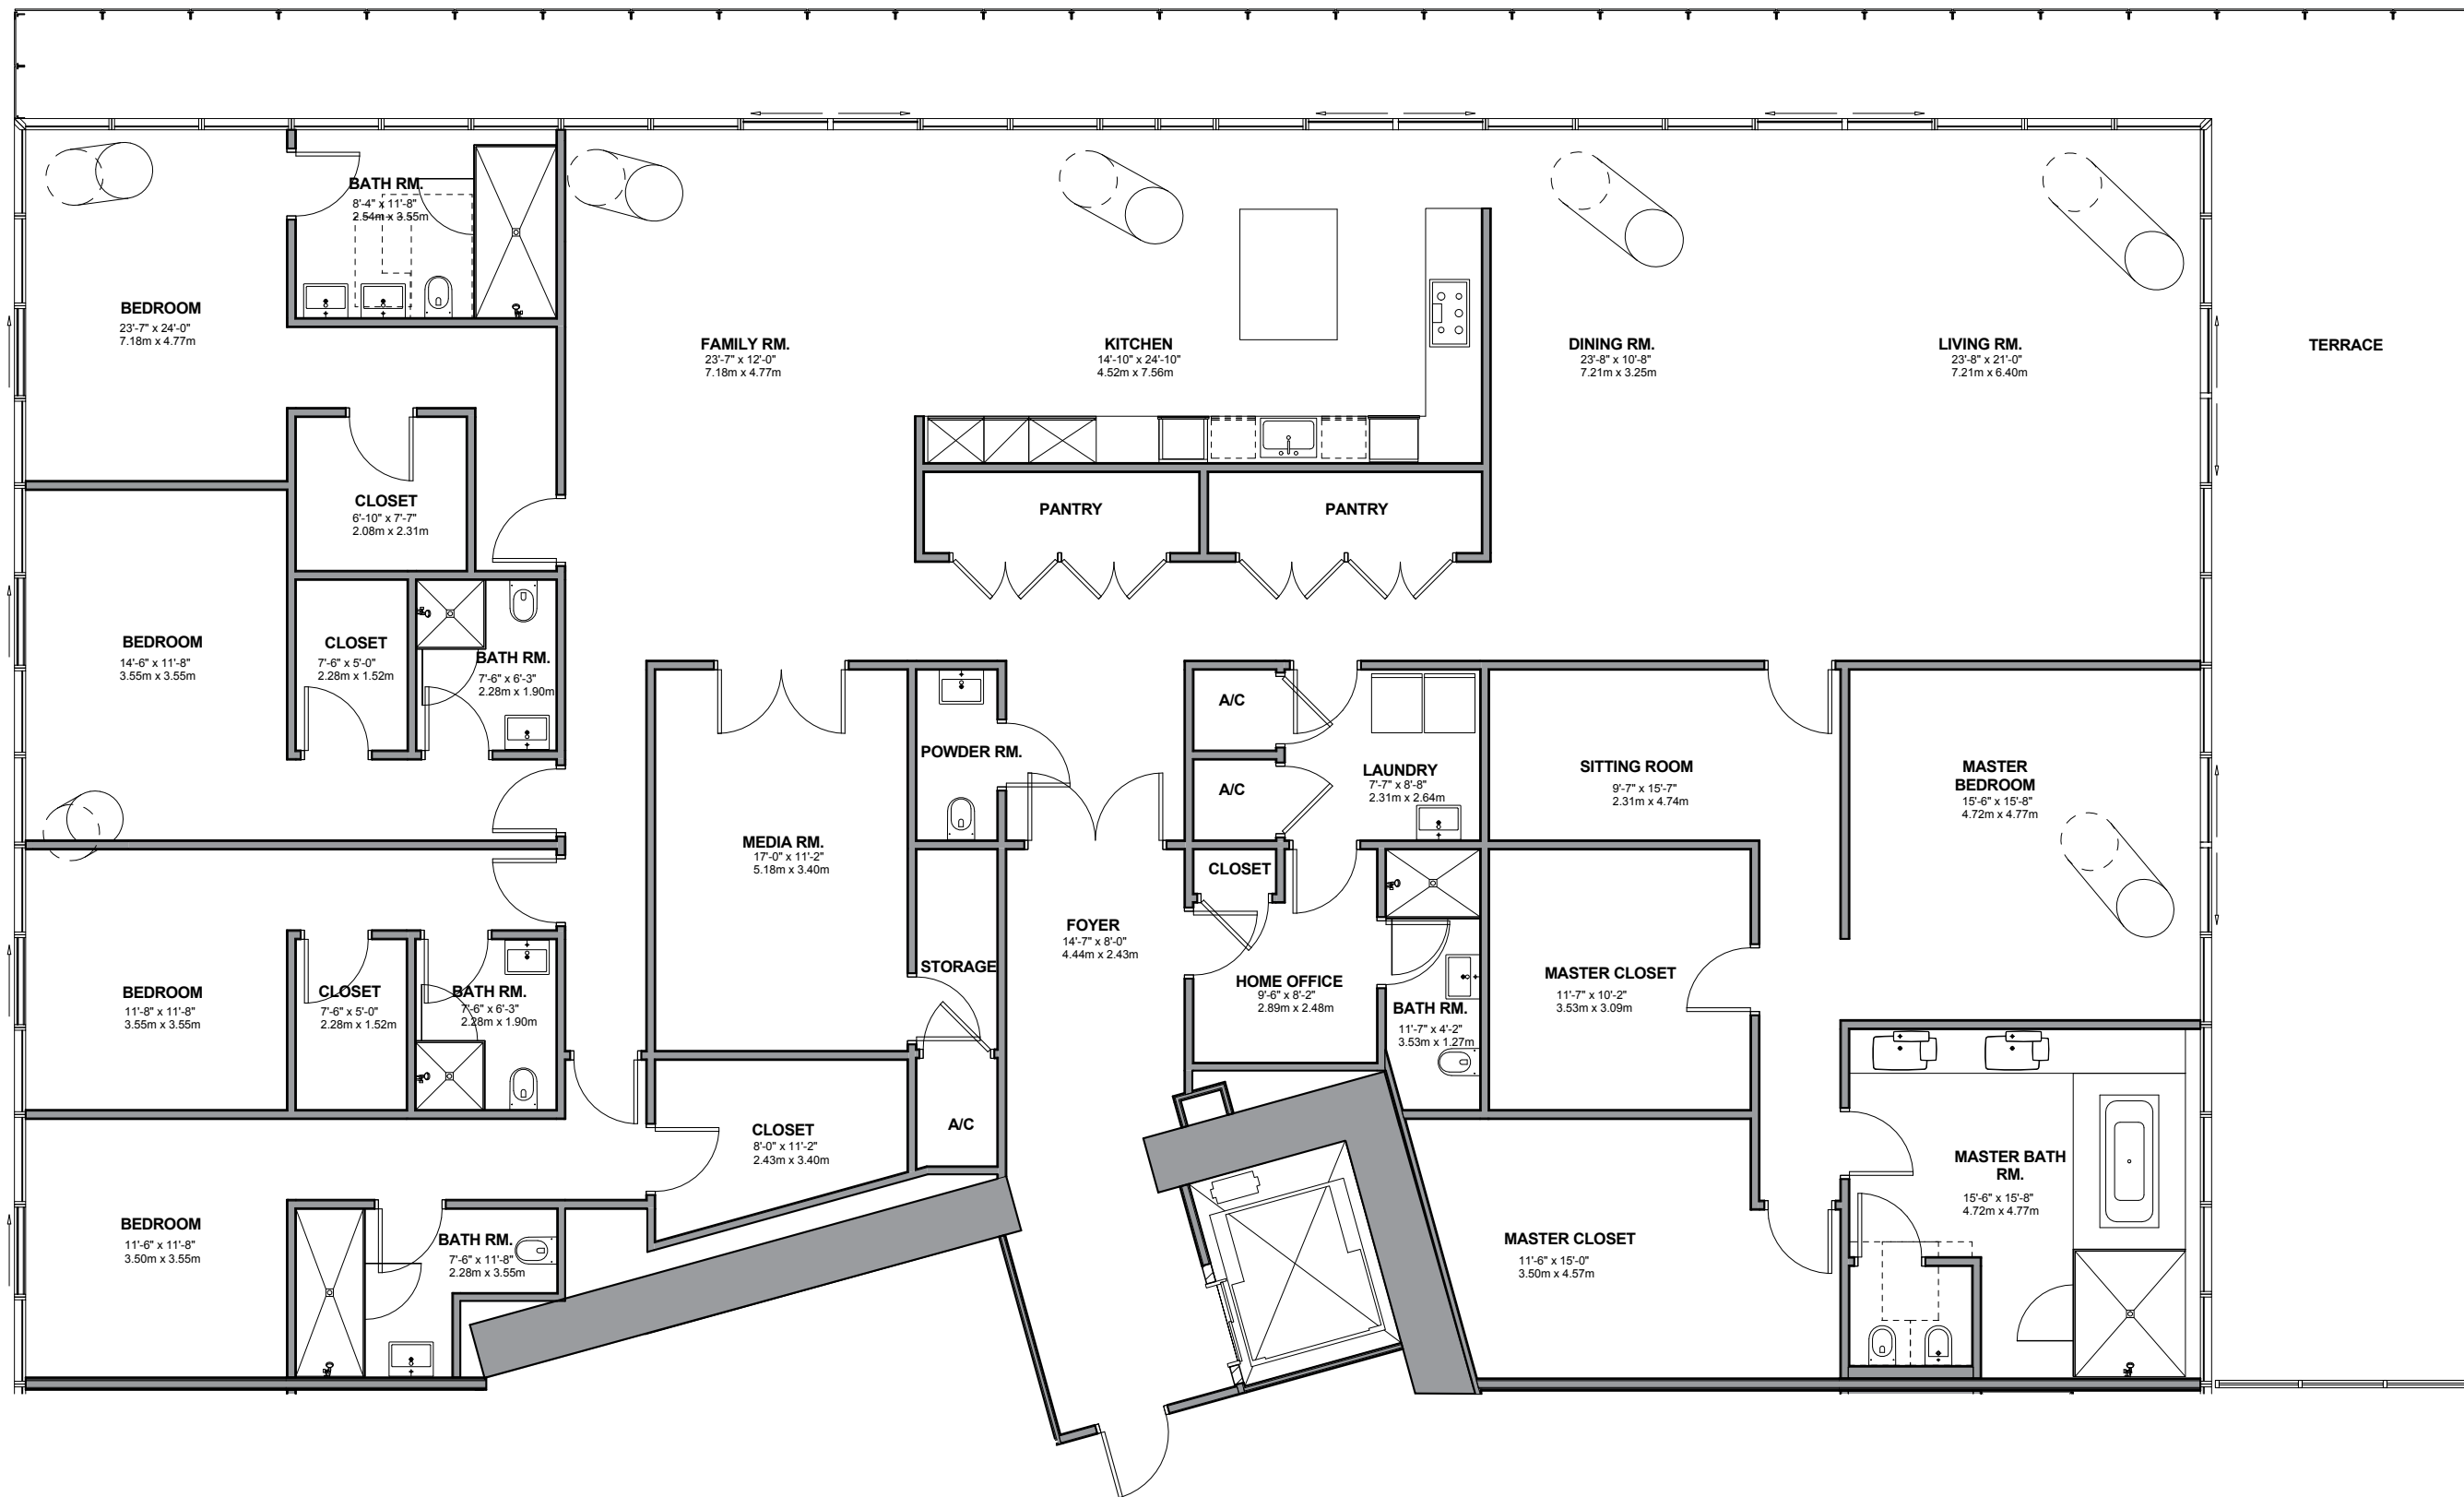 BATH RM.
8'-4" x 11'-8"
2.54m x 3.55m
BEDROOM
23'-7" x 24'-0"
7.18m x 4.77m
FAMILY RM.
23'-7" x 12'-0"
7.18m x 4.77m
KITCHEN
14'-10" x 24'-10"
4.52m x 7.56m
DINING RM.
23'-8" x 10'-8"
7.21m x 3.25m
LIVING RM.
23'-8" x 21'-0"
7.21m x 6.40m
TERRACE
CLOSET
6'-10" x 7'-7"
2.08m x 2.31m
PANTRY
PANTRY
BEDROOM
14'-6" x 11'-8"
3.55m x 3.55m
CLOSET
7'-6" x 5'-0"
2.28m x 1.52m
BATH RM.
7'-6" x 6'-3"
2.28m x 1.90m
A/C
POWDER RM.
A/C
LAUNDRY
7'-7" x 8'-8"
2.31m x 2.64m
SITTING ROOM
9'-7" x 15'-7"
2.31m x 4.74m
MASTER
BEDROOM
15'-6" x 15'-8"
4.72m x 4.77m
MEDIA RM.
17'-0" x 11'-2"
5.18m x 3.40m
CLOSET
FOYER
14'-7" x 8'-0"
4.44m x 2.43m
STORAGE
HOME OFFICE
9'-6" x 8'-2"
2.89m x 2.48m
MASTER CLOSET
11'-7" x 10'-2"
3.53m x 3.09m
BEDROOM
11'-8" x 11'-8"
3.55m x 3.55m
CLOSET
7'-6" x 5'-0"
2.28m x 1.52m
BATH RM.
7'-6" x 6'-3"
2.28m x 1.90m
BATH RM.
11'-7" x 4'-2"
3.53m x 1.27m
CLOSET
8'-0" x 11'-2"
2.43m x 3.40m
A/C
MASTER BATH
RM.
15'-6" x 15'-8"
4.72m x 4.77m
BEDROOM
11'-6" x 11'-8"
3.50m x 3.55m
BATH RM.
7'-6" x 11'-8"
2.28m x 3.55m
MASTER CLOSET
11'-6" x 15'-0"
3.50m x 4.57m